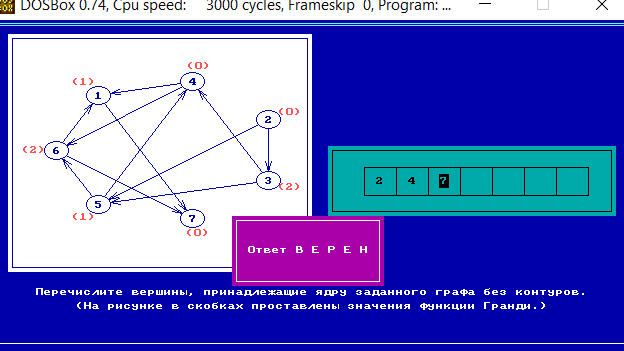 DOSBox 0.74, Cpu speed: 3000 cycles, Frameskip 0, Program: ...
(0)
4
(1)
1
2
(0)
(2)
6
3
(2)
5
(1)
7
(0)
2 4 7
Ответ В Е Р Е Н
Перечислите вершины, принадлежащие ядру заданного графа без контуров.
(На рисунке в скобках проставлены значения функции Гранди.)